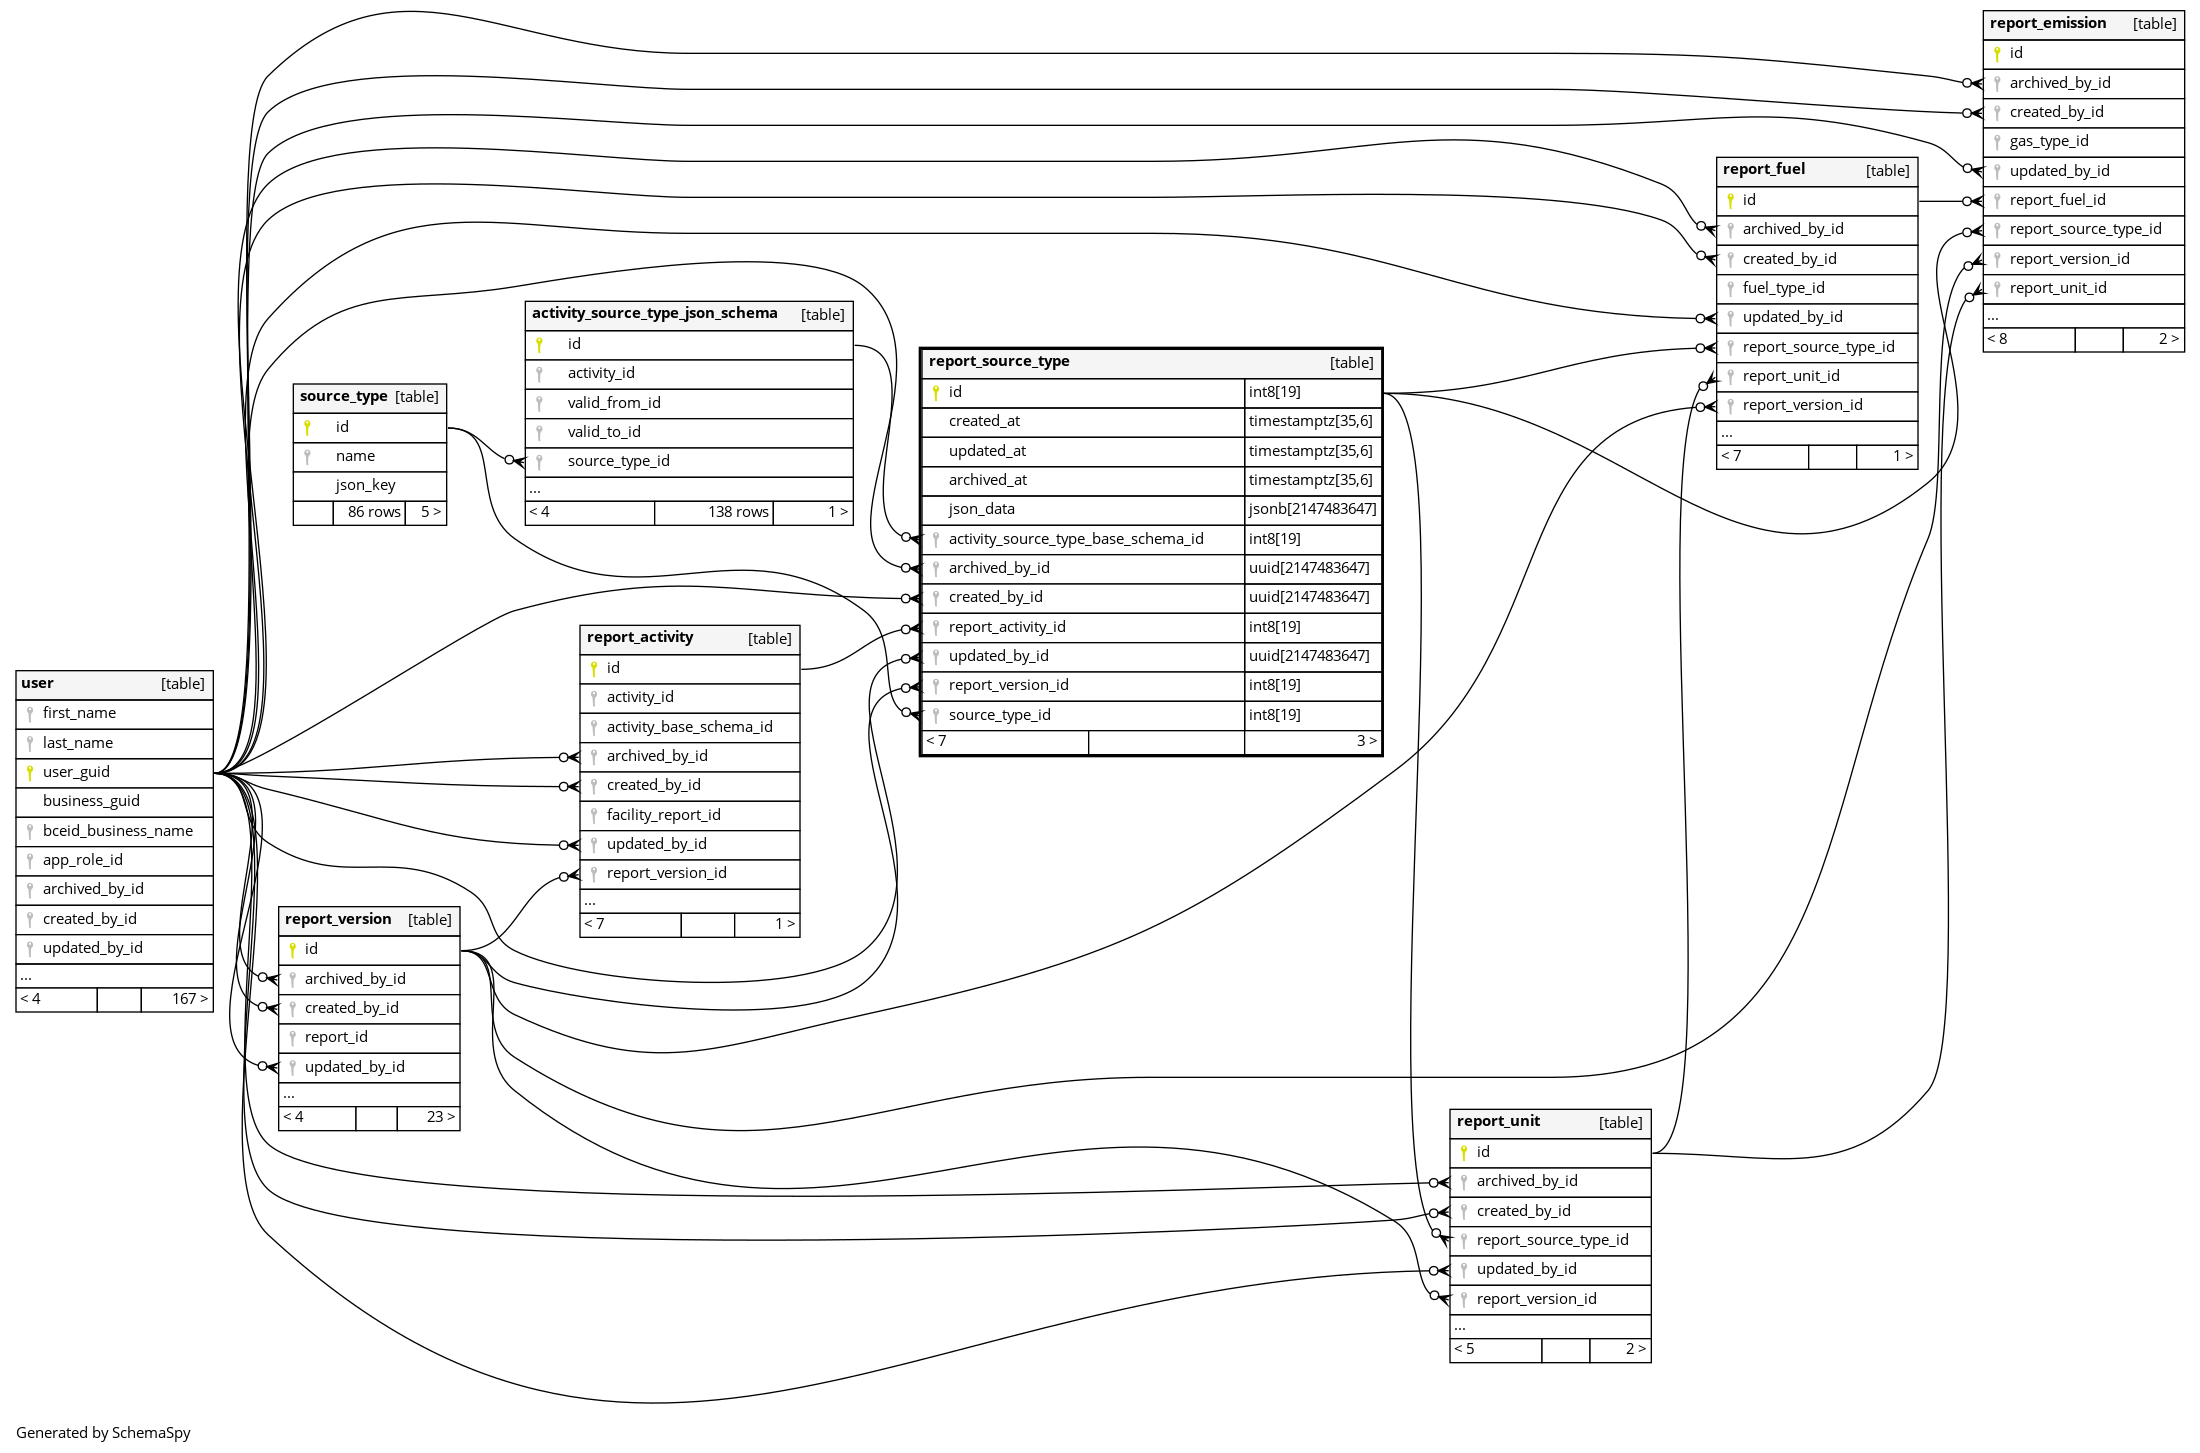 report_emission [table]
id
archived_by_id
created_by_id
gas_type_id
updated_by_id
report_fuel_id
report_source_type_id
report_version_id
report_unit_id
...
< 8 2 >
report_fuel [table]
id
archived_by_id
created_by_id
fuel_type_id
updated_by_id
report_source_type_id
report_unit_id
report_version_id
...
< 7 1 >
activity_source_type_json_schema [table]
id
activity_id
valid_from_id
valid_to_id
source_type_id
...
< 4 138 rows 1 >
source_type [table]
id
name
json_key
86 rows 5 >
report_source_type [table]
id int8[19]
created_at timestamptz[35,6]
updated_at timestamptz[35,6]
archived_at timestamptz[35,6]
json_data jsonb[2147483647]
activity_source_type_base_schema_id int8[19]
archived_by_id uuid[2147483647]
created_by_id uuid[2147483647]
report_activity_id int8[19]
updated_by_id uuid[2147483647]
report_version_id int8[19]
source_type_id int8[19]
< 7 3 >
report_activity [table]
id
activity_id
activity_base_schema_id
archived_by_id
created_by_id
facility_report_id
updated_by_id
report_version_id
...
< 7 1 >
user [table]
first_name
last_name
user_guid
business_guid
bceid_business_name
app_role_id
archived_by_id
created_by_id
updated_by_id
...
< 4 167 >
report_version [table]
id
archived_by_id
created_by_id
report_id
updated_by_id
...
< 4 23 >
report_unit [table]
id
archived_by_id
created_by_id
report_source_type_id
updated_by_id
report_version_id
...
< 5 2 >
Generated by SchemaSpy